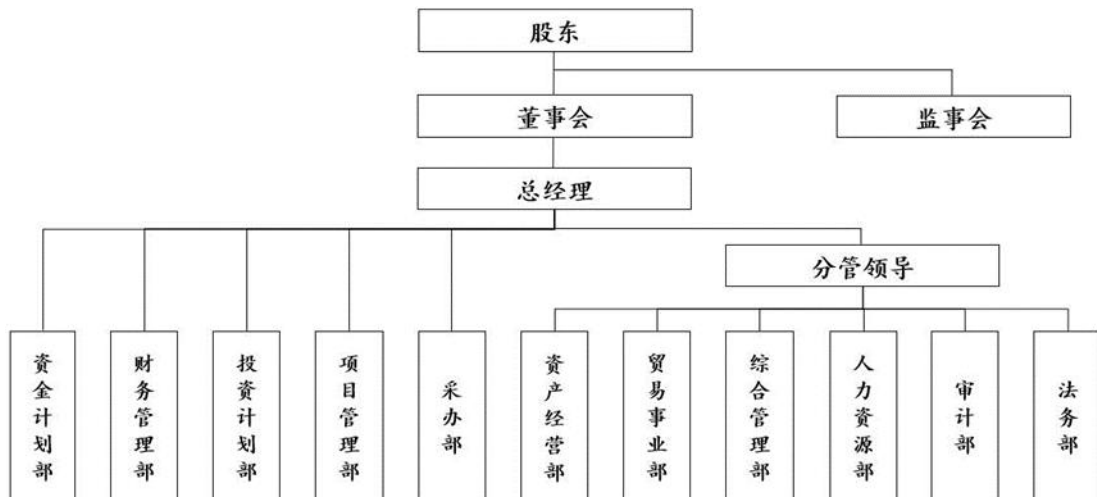 股东
董事会
监事会
总经理
分管领导
资金计划部
财务管理部
投资计划部
项目管理部
采办部
资产经营部
贸易事业部
综合管理部
人力资源部
审计部
法务部